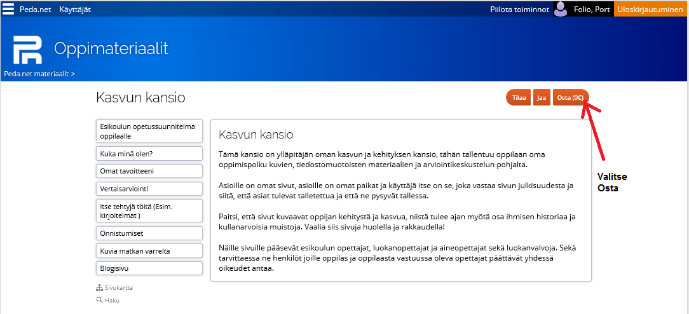 Peda.net Käyttäjät Piilota toiminnot Folio, Port Uloskirjautuminen
Oppimateriaalit
Peda.net materiaalit >
Kasvun kansio
Tilaa Jaa Osta (0€)
Esikoulun opetussuunnitelma
oppilaalle
Kuka minä olen?
Omat tavoitteeni
Vertaisarviointi
Itse tehtyjä töitä (Esim.
kirjoitelmat )
Onnistumiset
Kuvia matkan varrelta
Blogisivu
Sivukartta
Haku
Kasvun kansio
Tämä kansio on ylläpitäjän oman kasvun ja kehityksen kansio, tähän tallentuu oppilaan oma
oppimispolku kuvien, tiedostomuotoisten materiaalien ja arviointikeskustelun pohjalta.
Asioille on omat sivut, asioille on omat paikat ja käyttäjä itse on se, joka vastaa sivun julkisuudesta ja
siitä, että asiat tulevat talletettua ja että ne pysyvät tallessa.
Paitsi, että sivut kuvaavat oppijan kehitystä ja kasvua, niistä tulee ajan myötä osa ihmisen historiaa ja
kullanarvoisia muistoja. Vaalia siis sivuja huolella ja rakkaudella!
Näille sivuille pääsevät esikoulun opettajat, luokanopettajat ja aineopettajat sekä luokanvalvoja. Sekä
tarvittaessa ne henkilöt joille oppilas ja oppilaasta vastuussa oleva opettajat päättävät yhdessä
oikeudet antaa.
Valitse
Osta